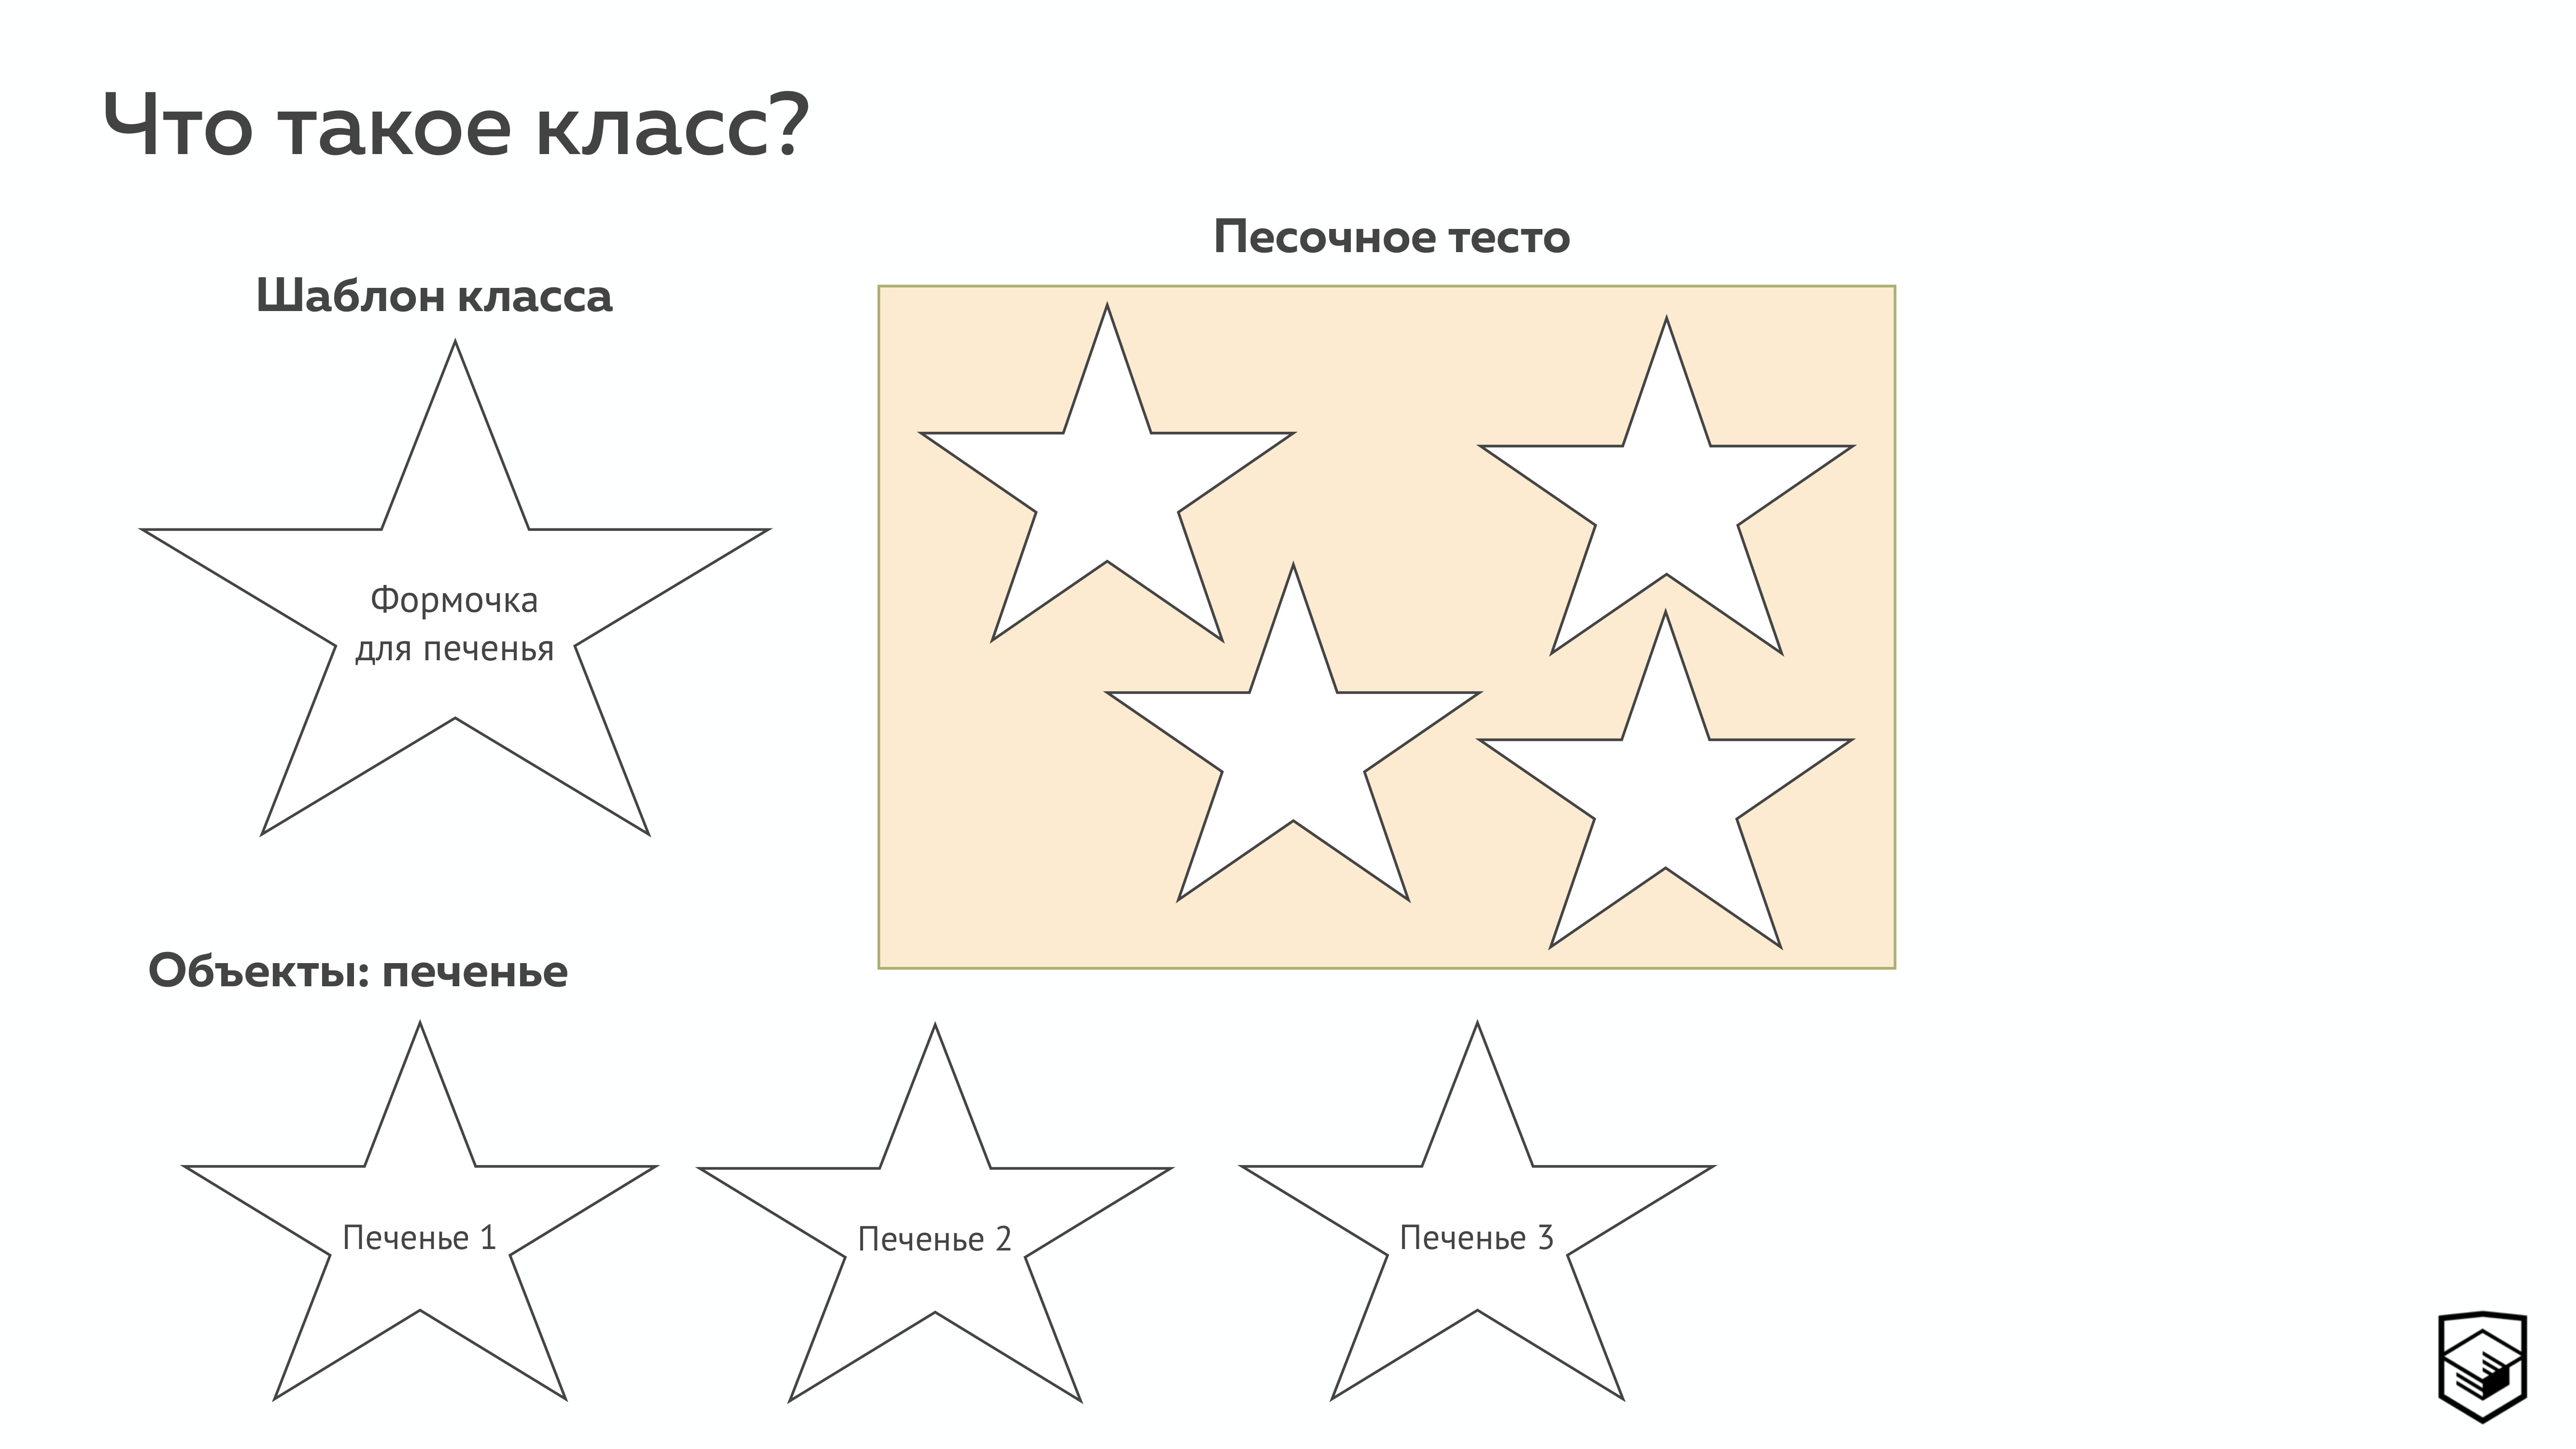 Что такое класс?
Песочное тесто
Шаблон класса
Формочка
для печенья
Объекты: печенье
Печенье 1
Печенье 2
Печенье 3